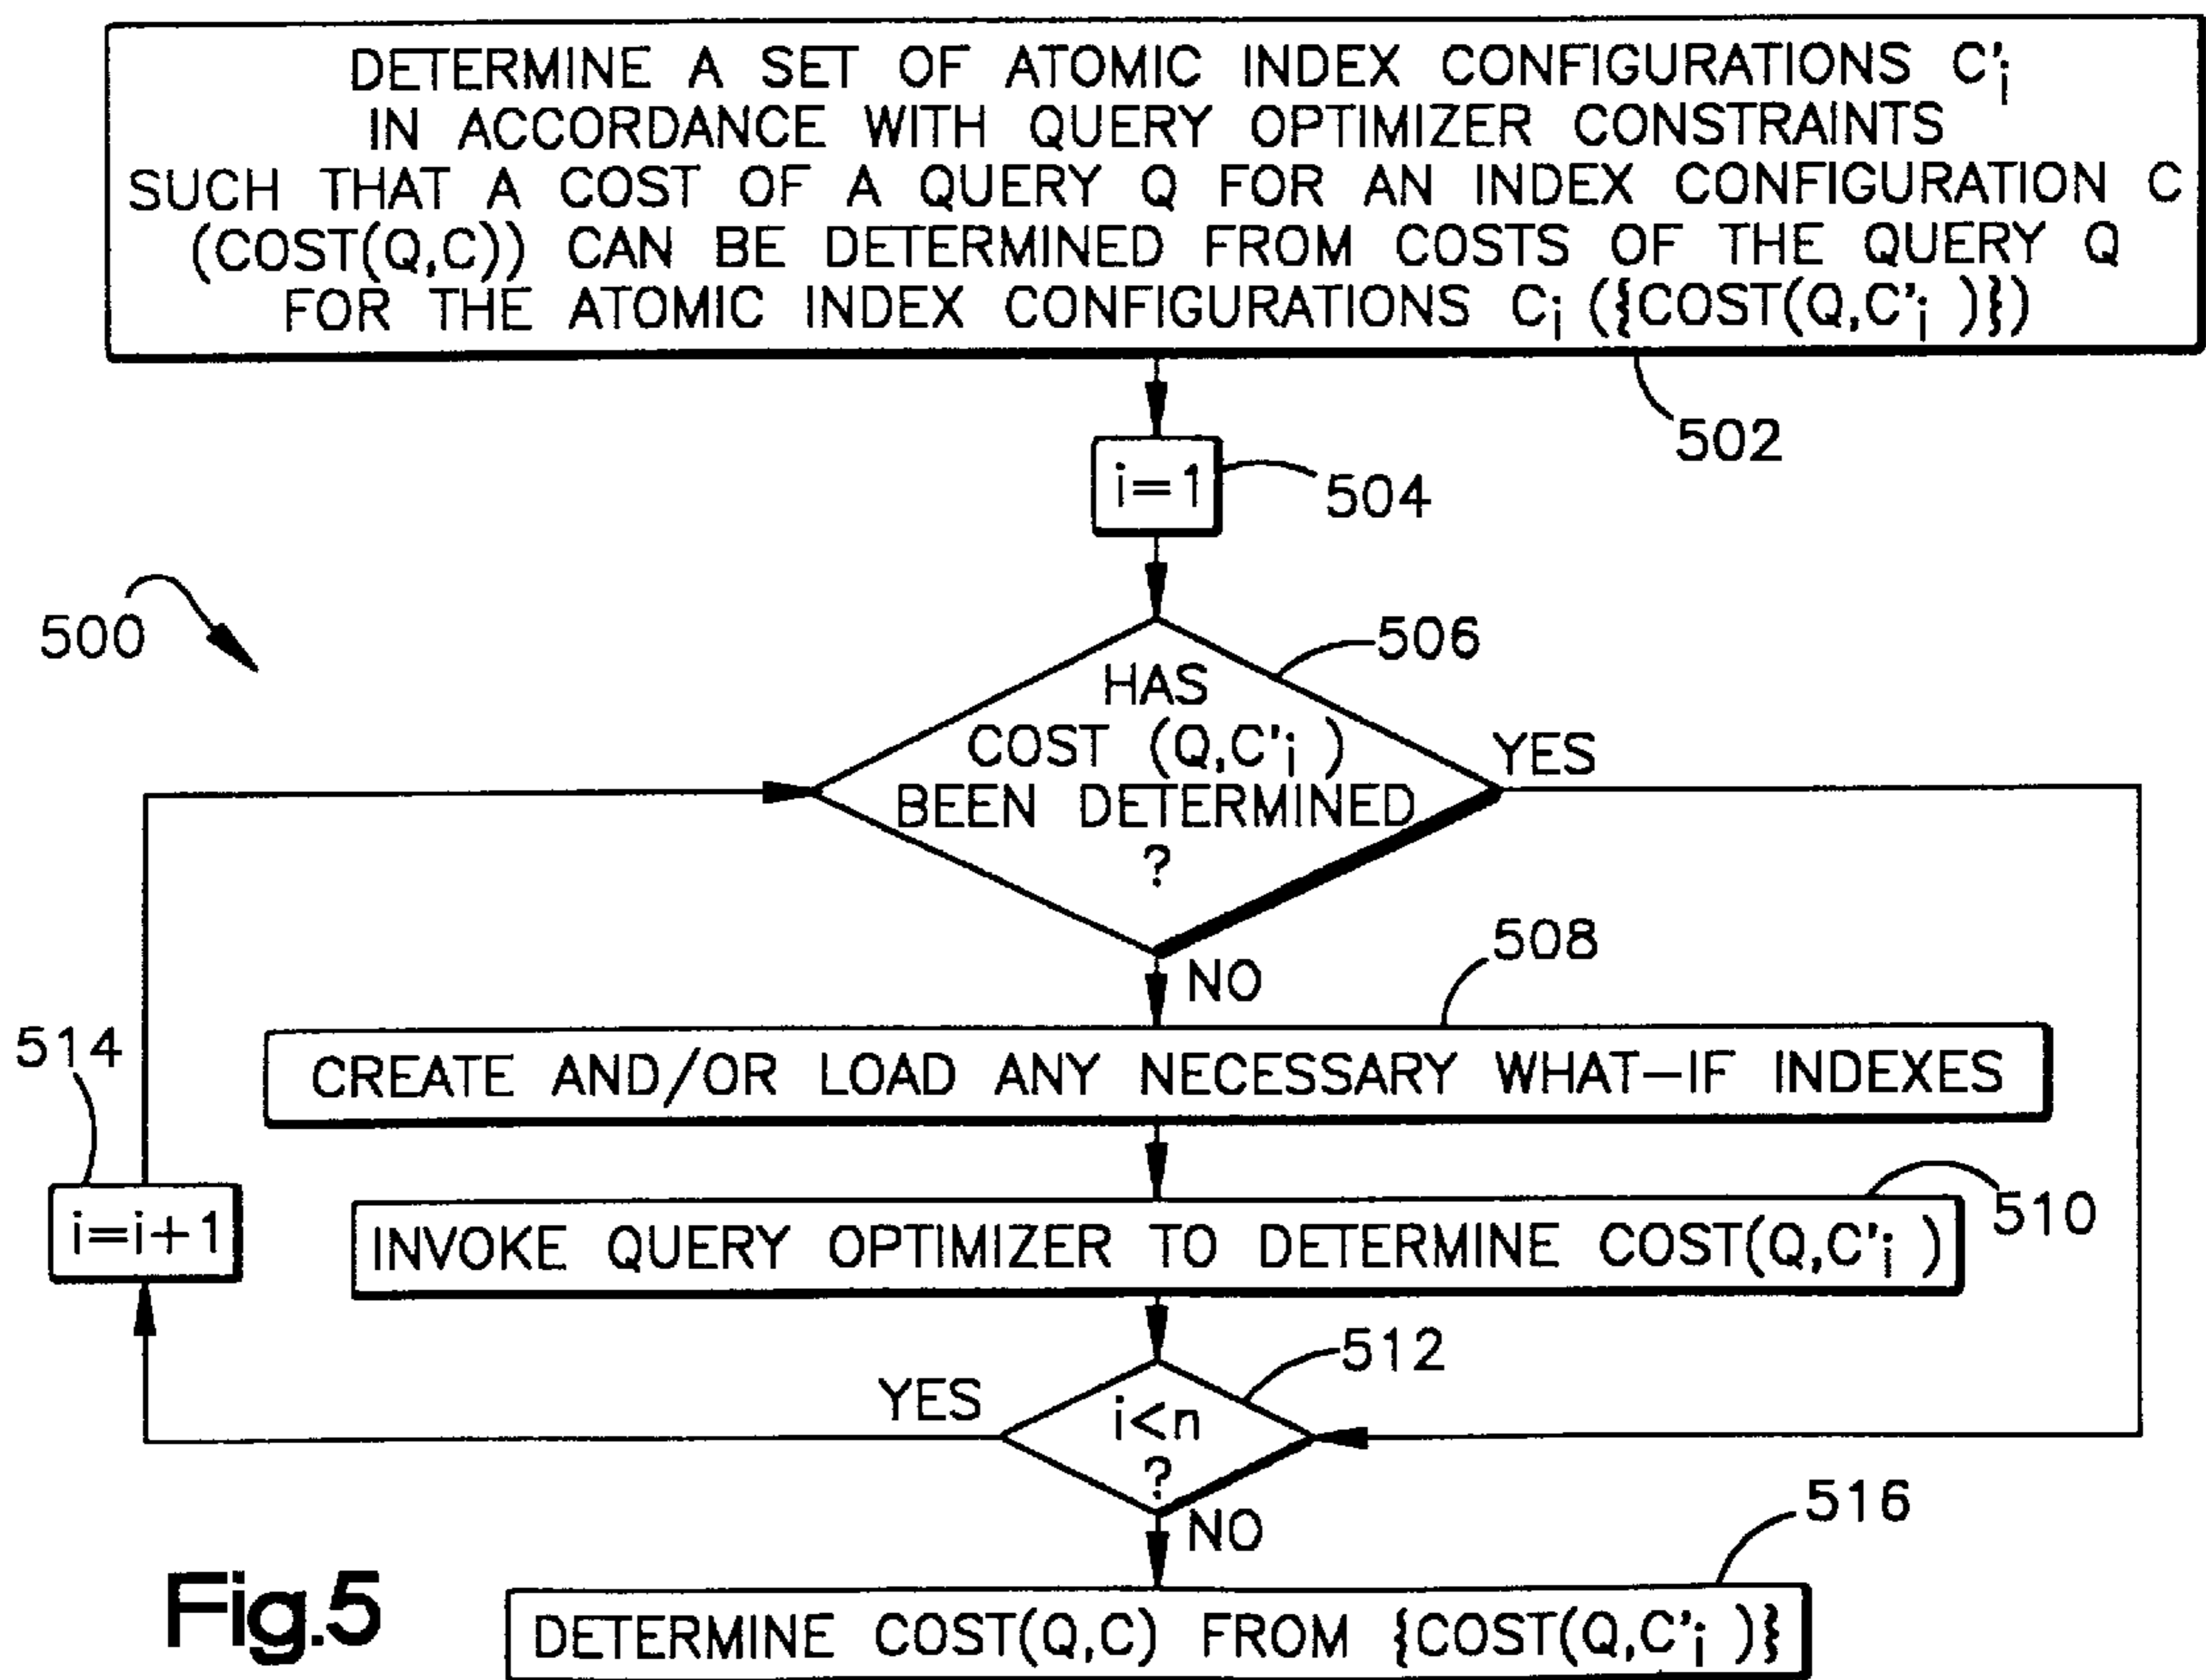 DETERMINE A SET OF ATOMIC INDEX CONFIGURATIONS C'i
IN ACCORDANCE WITH QUERY OPTIMIZER CONSTRAINTS
SUCH THAT A COST OF A QUERY Q FOR AN INDEX CONFIGURATION C
(COST(Q,C)) CAN BE DETERMINED FROM COSTS OF THE QUERY Q
FOR THE ATOMIC INDEX CONFIGURATIONS Ci ({COST(Q,C'i )})
502
i=1
504
500
506
HAS
COST (Q,C'i )
BEEN DETERMINED
?
YES
NO
508
CREATE AND/OR LOAD ANY NECESSARY WHAT-IF INDEXES
514
i=i+1
510
INVOKE QUERY OPTIMIZER TO DETERMINE COST(Q,C'i )
512
YES
i<n
?
NO
516
DETERMINE COST(Q,C) FROM {COST(Q,C'i )}
Fig.5